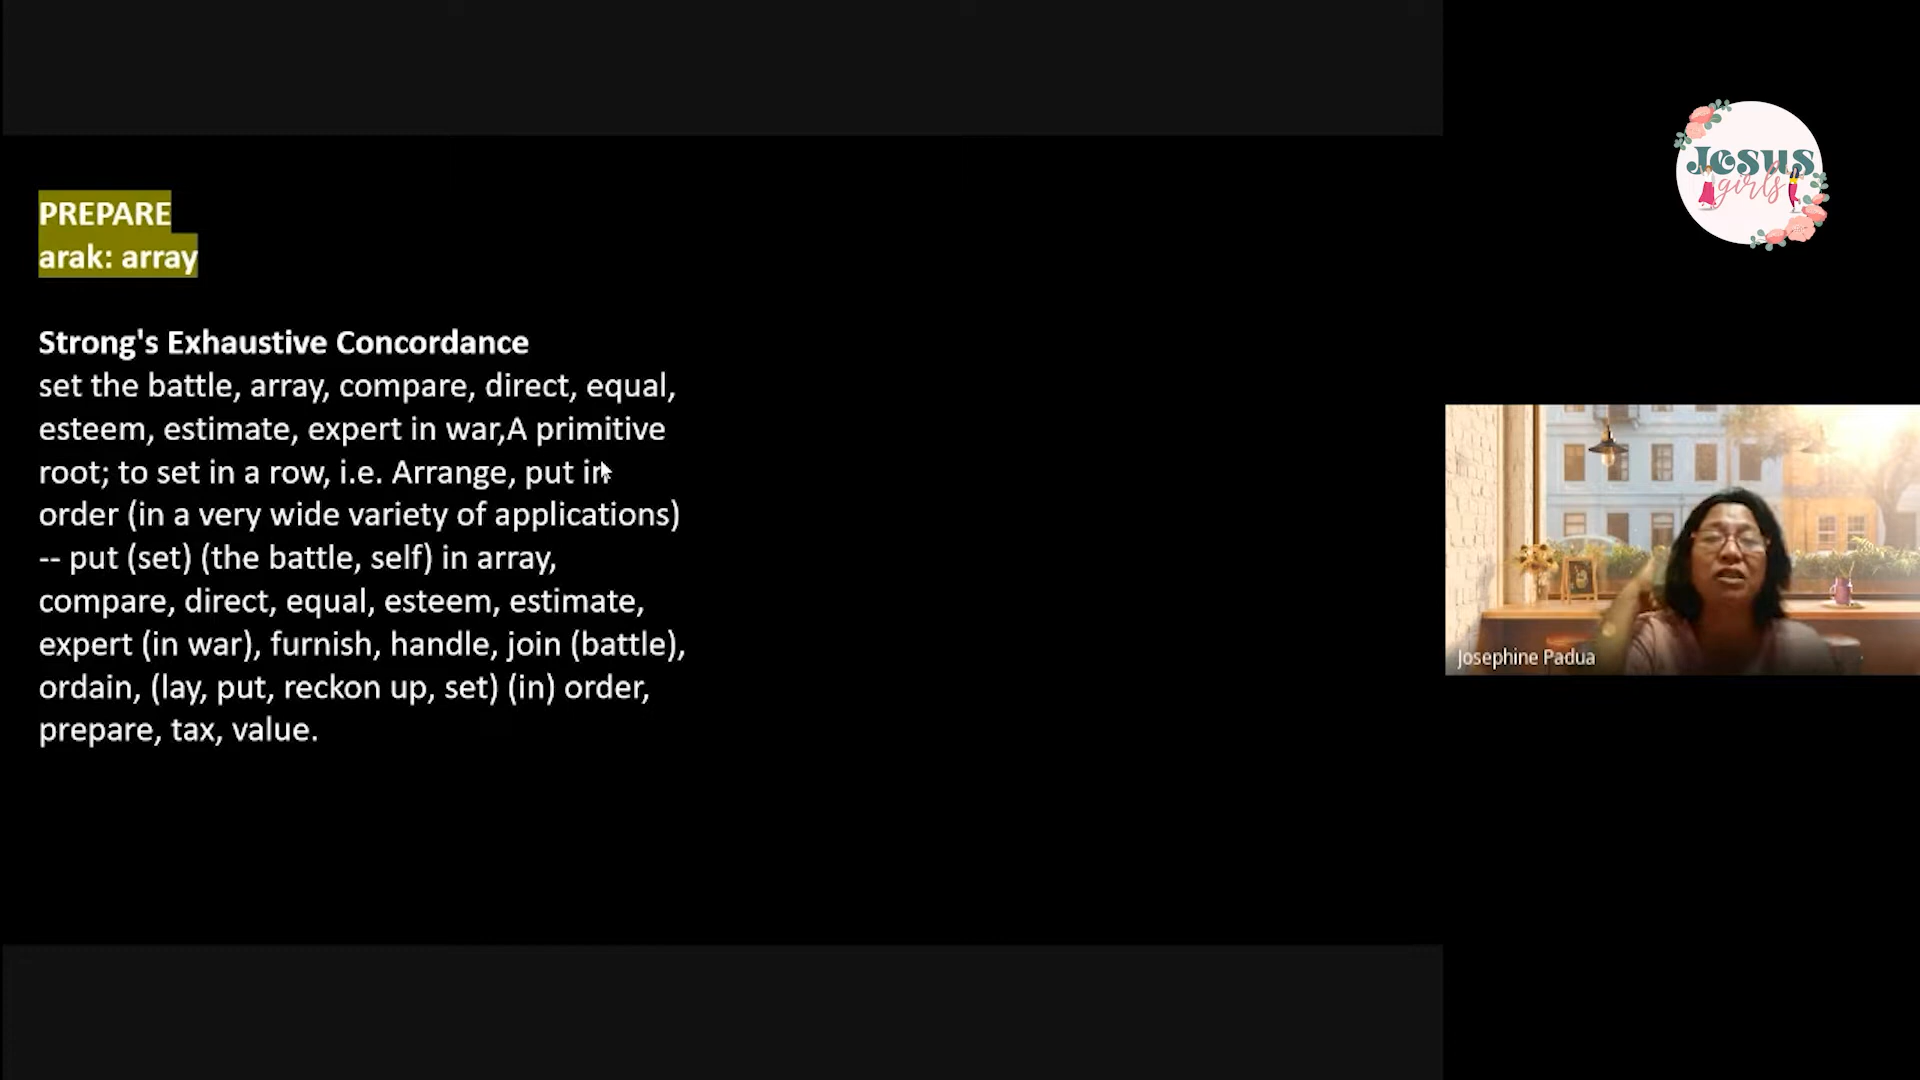 PREPARE
arak: array
Strong's Exhaustive Concordance
set the battle, array, compare, direct, equal,
esteem, estimate, expert in war,A primitive
root; to set in a row, i.e. Arrange, put in
order (in a very wide variety of applications)
-- put (set) (the battle, self) in array,
compare, direct, equal, esteem, estimate,
expert (in war), furnish, handle, join (battle),
ordain, (lay, put, reckon up, set) (in) order,
prepare, tax, value.
Jesus
girls
Josephine Padua